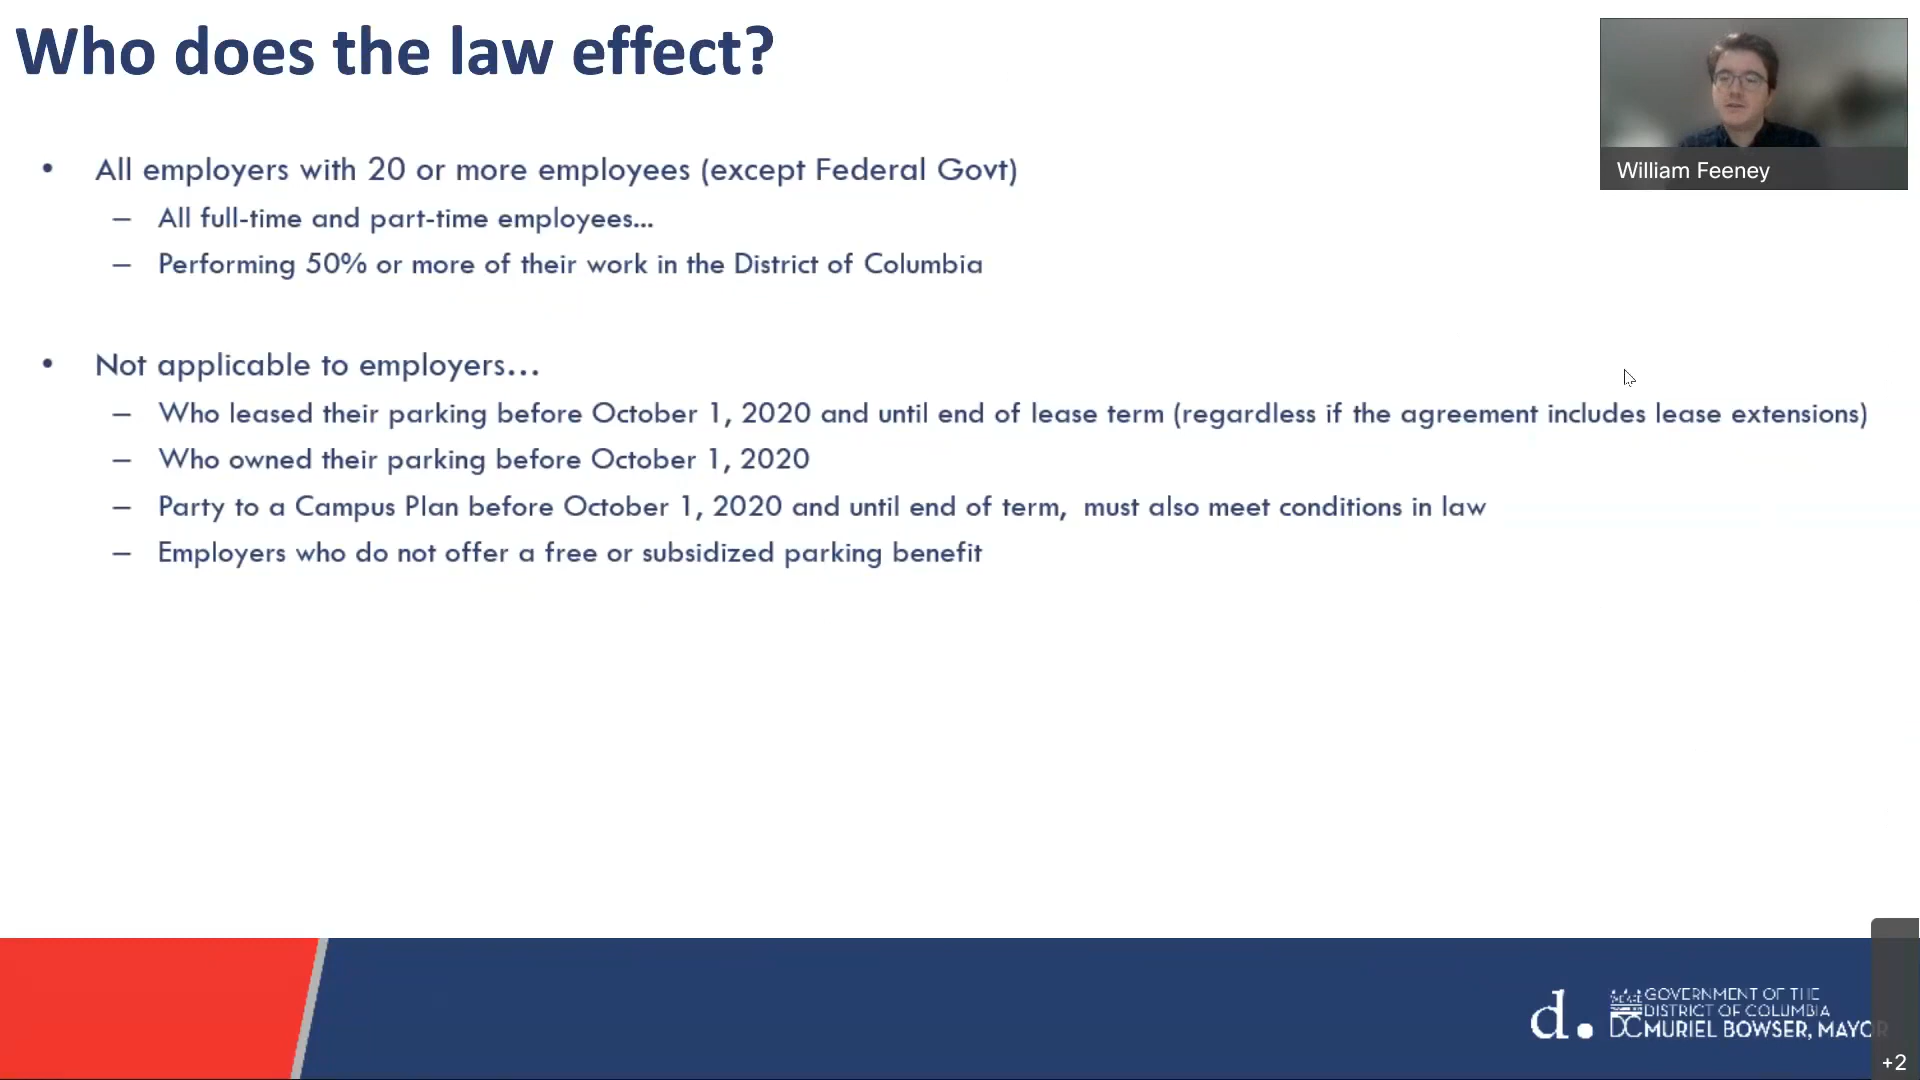 Who does the law effect?
William Feeney
• All employers with 20 or more employees (except Federal Govt)
– All full-time and part-time employees...
– Performing 50% or more of their work in the District of Columbia
• Not applicable to employers...
– Who leased their parking before October 1, 2020 and until end of lease term (regardless if the agreement includes lease extensions)
– Who owned their parking before October 1, 2020
– Party to a Campus Plan before October 1, 2020 and until end of term, must also meet conditions in law
– Employers who do not offer a free or subsidized parking benefit
d.
GOVERNMENT OF THE
DISTRICT OF COLUMBIA
DC MURIEL BOWSER, MAYOR
+2